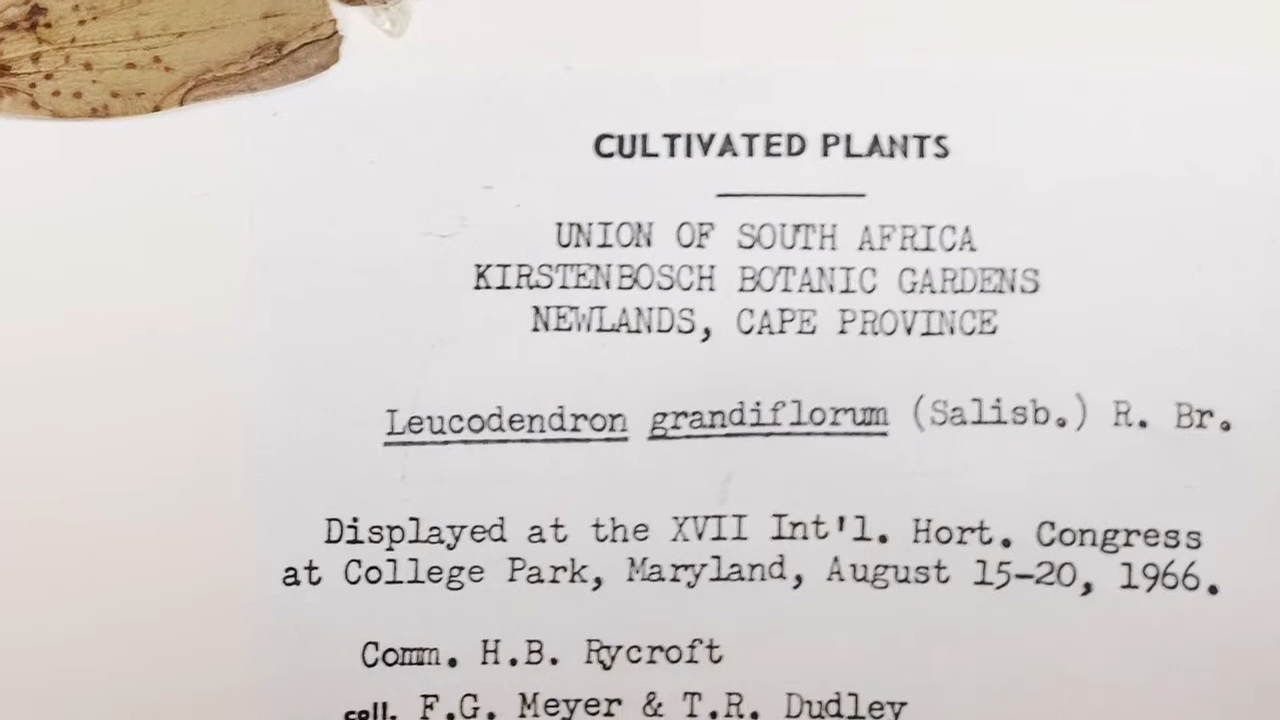 CULTIVATED PLANTS
UNION OF SOUTH AFRICA
KIRSTENBOSCH BOTANIC GARDENS
NEWLANDS, CAPE PROVINCE
Leucodendron grandiflorum (Salisb.) R. Br.
Displayed at the XVII Int'l. Hort. Congress
at College Park, Maryland, August 15-20, 1966.
Comm. H.B. Rycroft
coll. F.G. Meyer & T.R. Dudley